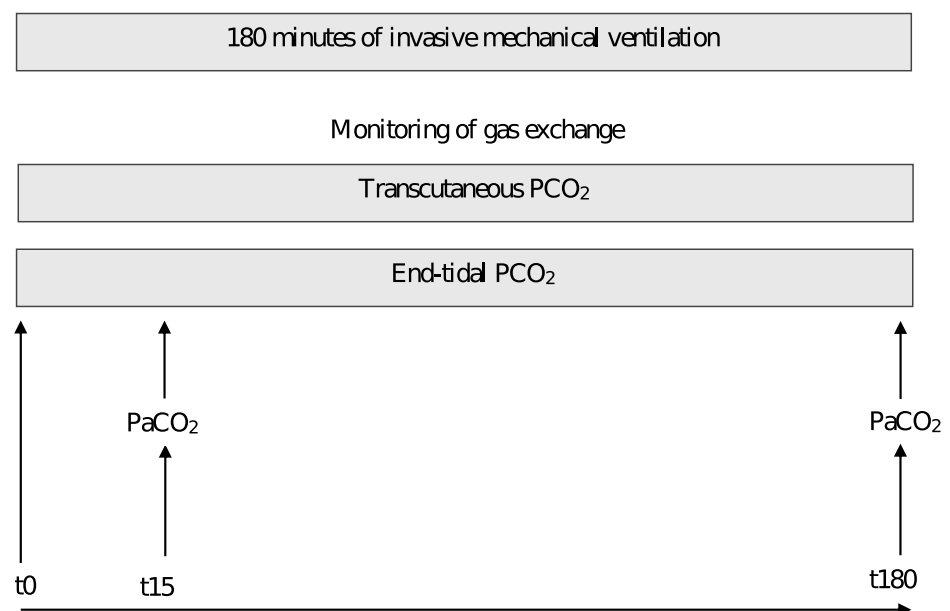 180 minutes of invasive mechanical ventilation
Monitoring of gas exchange
Transcutaneous PCO₂
End-tidal PCO₂
PaCO₂ PaCO₂
t0 t15 t180